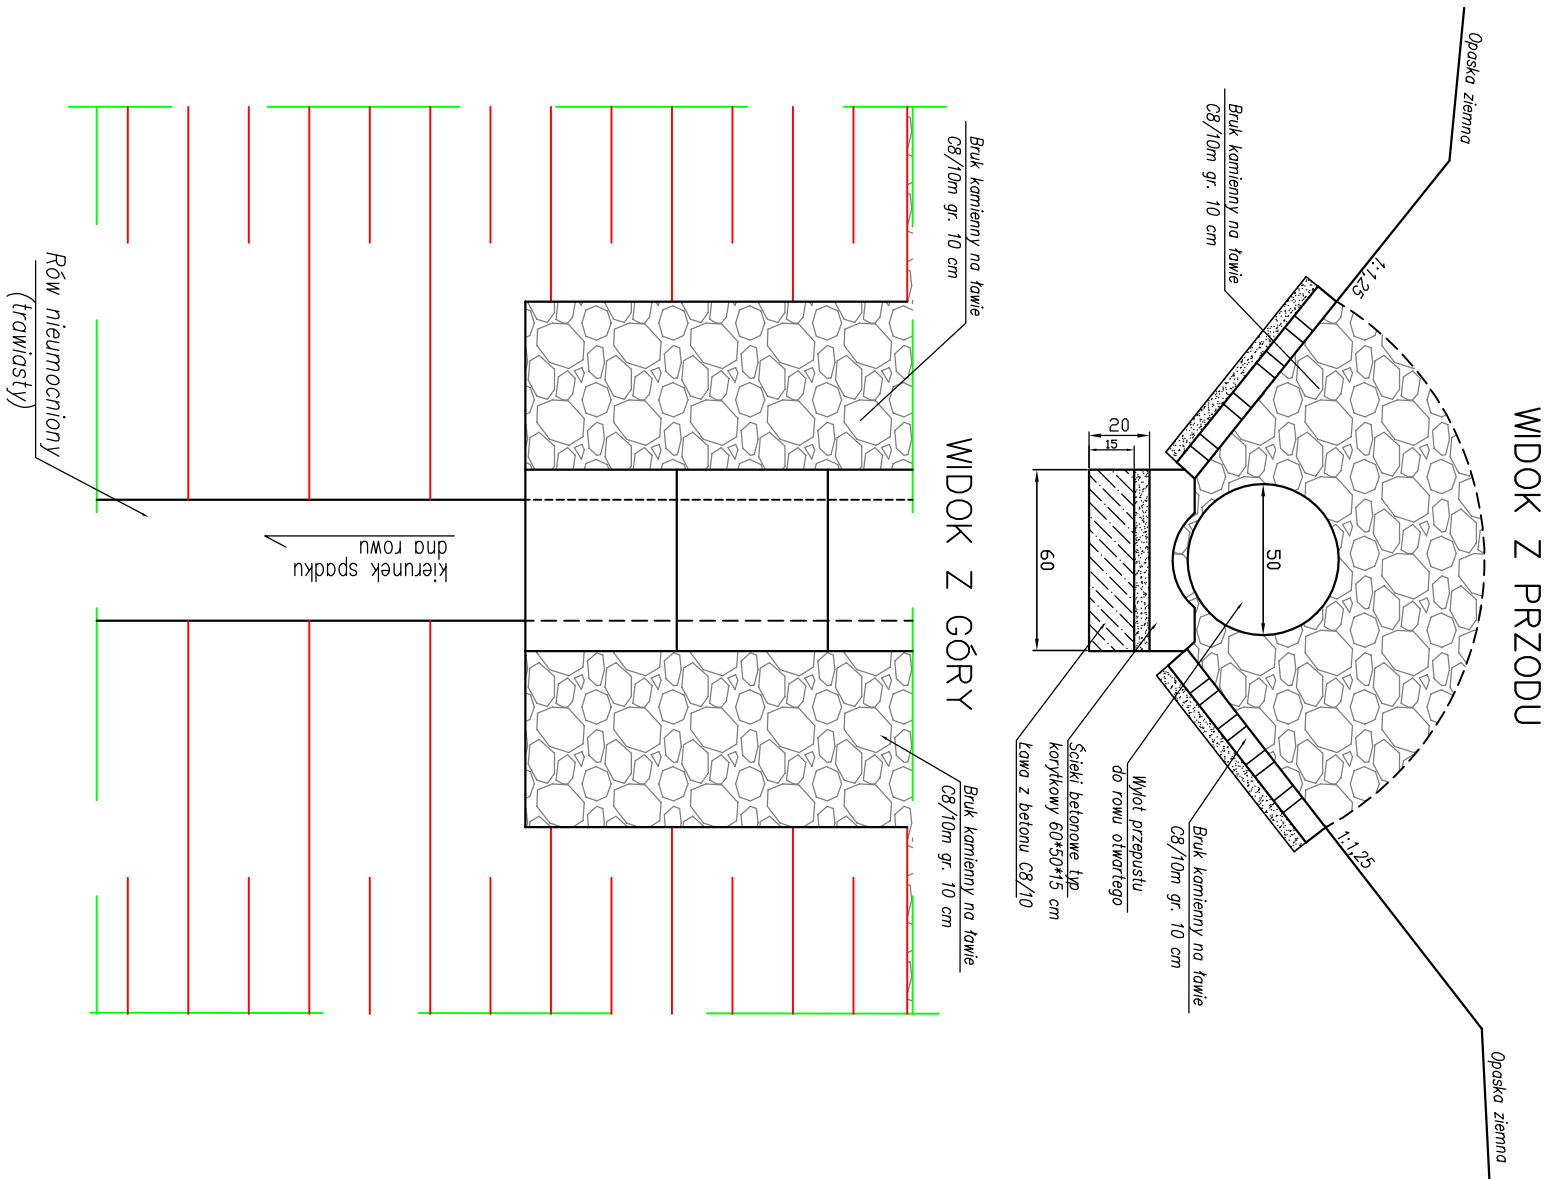 WIDOK Z PRZODU
Opaska ziemna
Opaska ziemna
1:1,25
1:1,25
Bruk kamienny na ławie
C8/10m gr. 10 cm
50
20
15
60
Bruk kamienny na ławie
C8/10m gr. 10 cm
Wylot przepustu
do rowu otwartego
Ścieki betonowe typ
korytkowy 60*50*15 cm
Ława z betonu C8/10
WIDOK Z GÓRY
Bruk kamienny na ławie
C8/10m gr. 10 cm
Bruk kamienny na ławie
C8/10m gr. 10 cm
kierunek spadku
dna rowu
Rów nieumocniony
(trawiasty)